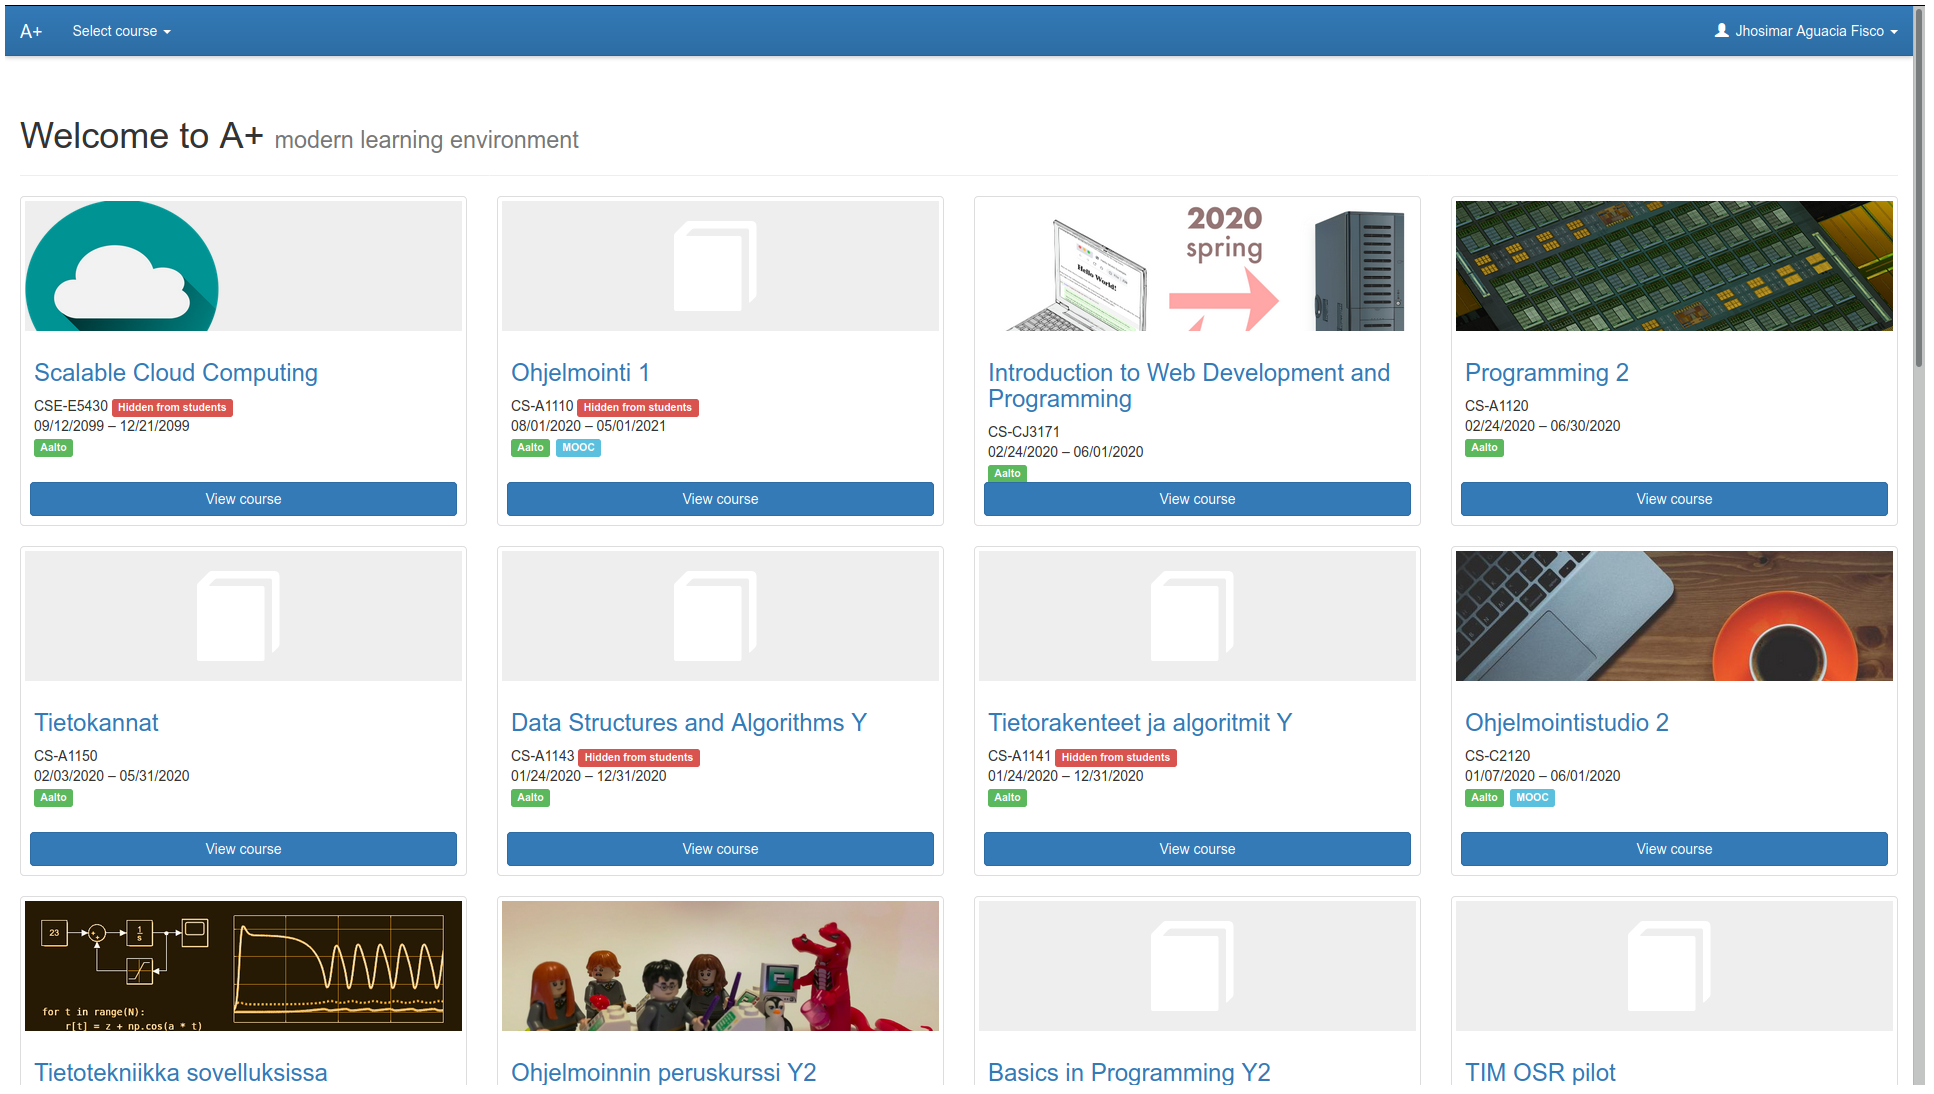 A+ Select course Jhosimar Aguacia Fisco
Welcome to A+ modern learning environment
2020
spring
Hello World!
Scalable Cloud Computing
CSE-E5430 Hidden from students
09/12/2099 – 12/21/2099
Aalto
View course
Ohjelmointi 1
CS-A1110 Hidden from students
08/01/2020 – 05/01/2021
Aalto MOOC
View course
Introduction to Web Development and
Programming
CS-CJ3171
02/24/2020 – 06/01/2020
Aalto
View course
Programming 2
CS-A1120
02/24/2020 – 06/30/2020
Aalto
View course
Tietokannat
CS-A1150
02/03/2020 – 05/31/2020
Aalto
View course
Data Structures and Algorithms Y
CS-A1143 Hidden from students
01/24/2020 – 12/31/2020
Aalto
View course
Tietorakenteet ja algoritmit Y
CS-A1141 Hidden from students
01/24/2020 – 12/31/2020
Aalto
View course
Ohjelmointistudio 2
CS-C2120
01/07/2020 – 06/01/2020
Aalto MOOC
View course
23
1
s
for t in range(N):
r[t] = z + np.cos(a * t)
Tietotekniikka sovelluksissa
Ohjelmoinnin peruskurssi Y2
Basics in Programming Y2
TIM OSR pilot